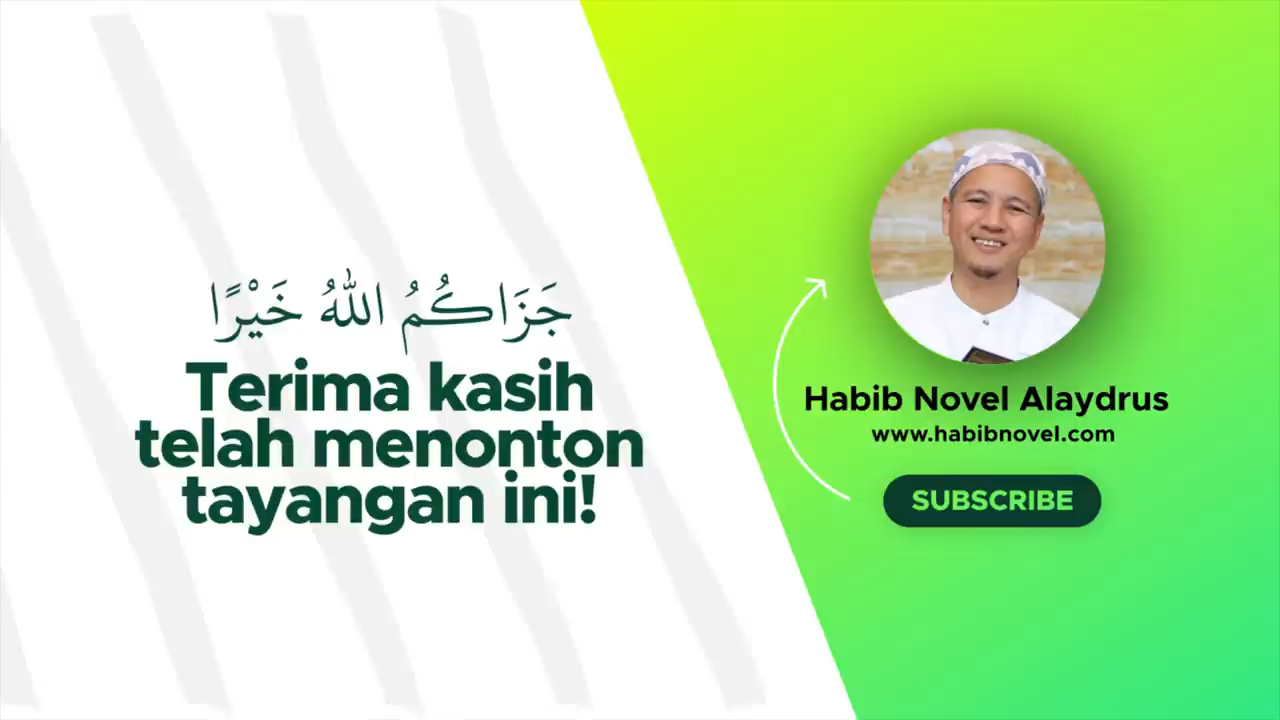 جَزَاكُمُ اللهُ خَيْرًا
Terima kasih
telah menonton
tayangan ini!
Habib Novel Alaydrus
www.habibnovel.com
SUBSCRIBE